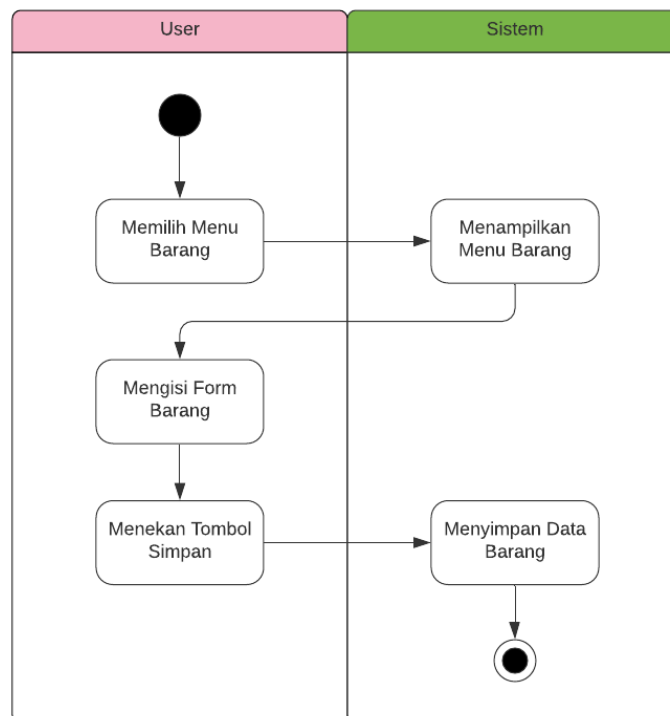 User
Sistem
Memilih Menu
Barang
Menampilkan
Menu Barang
Mengisi Form
Barang
Menekan Tombol
Simpan
Menyimpan Data
Barang